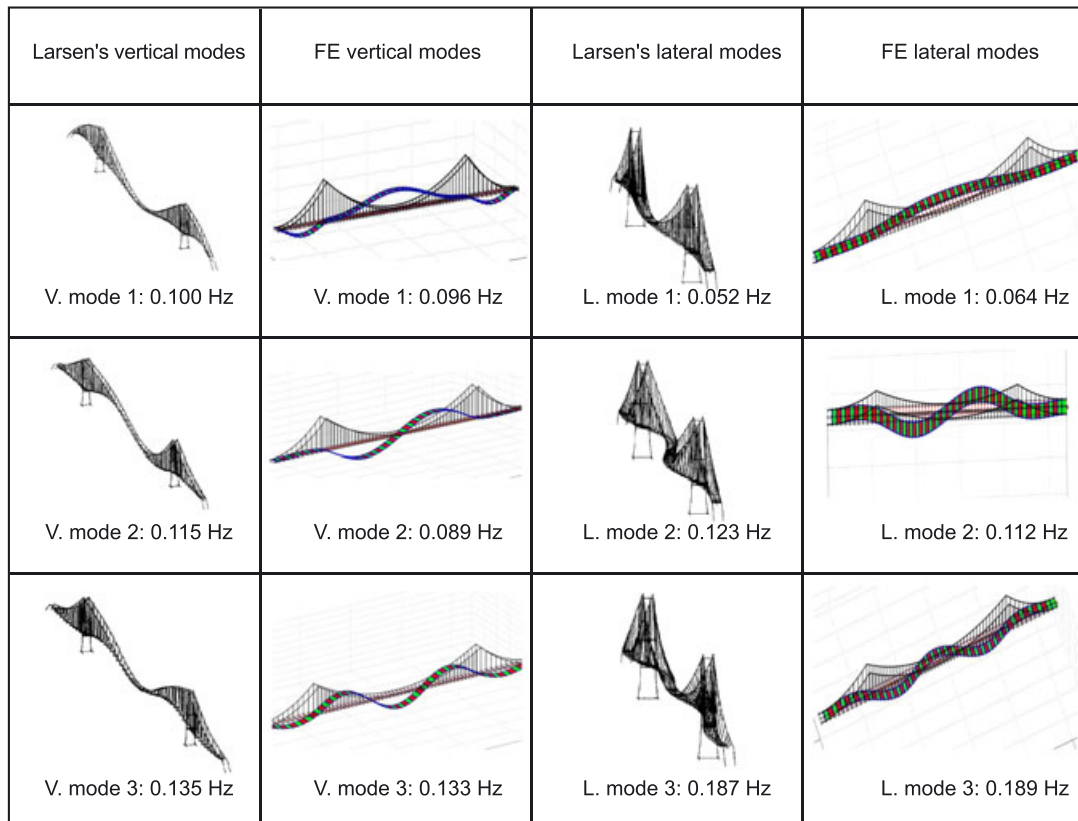 Larsen's vertical modes
FE vertical modes
Larsen's lateral modes
FE lateral modes
V. mode 1: 0.100 Hz
V. mode 1: 0.096 Hz
L. mode 1: 0.052 Hz
L. mode 1: 0.064 Hz
V. mode 2: 0.115 Hz
V. mode 2: 0.089 Hz
L. mode 2: 0.123 Hz
L. mode 2: 0.112 Hz
V. mode 3: 0.135 Hz
V. mode 3: 0.133 Hz
L. mode 3: 0.187 Hz
L. mode 3: 0.189 Hz